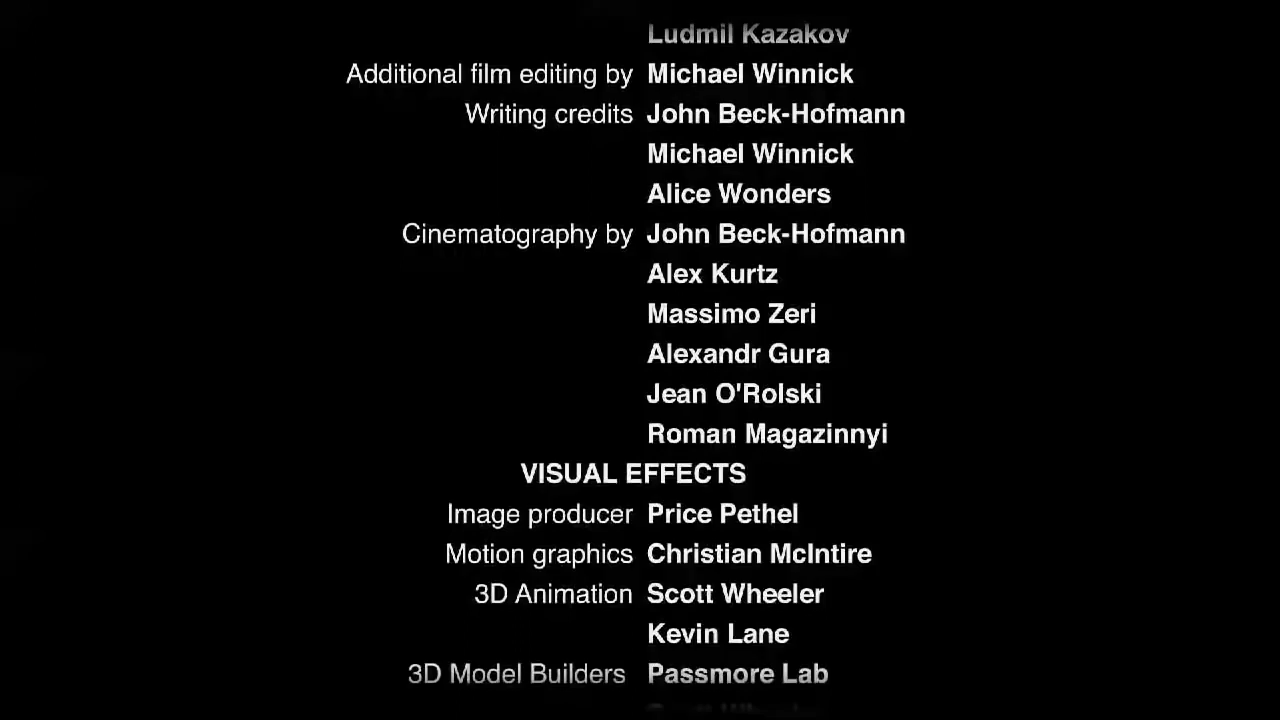 Ludmil Kazakov
Additional film editing by Michael Winnick
Writing credits John Beck-Hofmann
Michael Winnick
Alice Wonders
Cinematography by John Beck-Hofmann
Alex Kurtz
Massimo Zeri
Alexandr Gura
Jean O'Rolski
Roman Magazinnyi
VISUAL EFFECTS
Image producer Price Pethel
Motion graphics Christian McIntire
3D Animation Scott Wheeler
Kevin Lane
3D Model Builders Passmore Lab